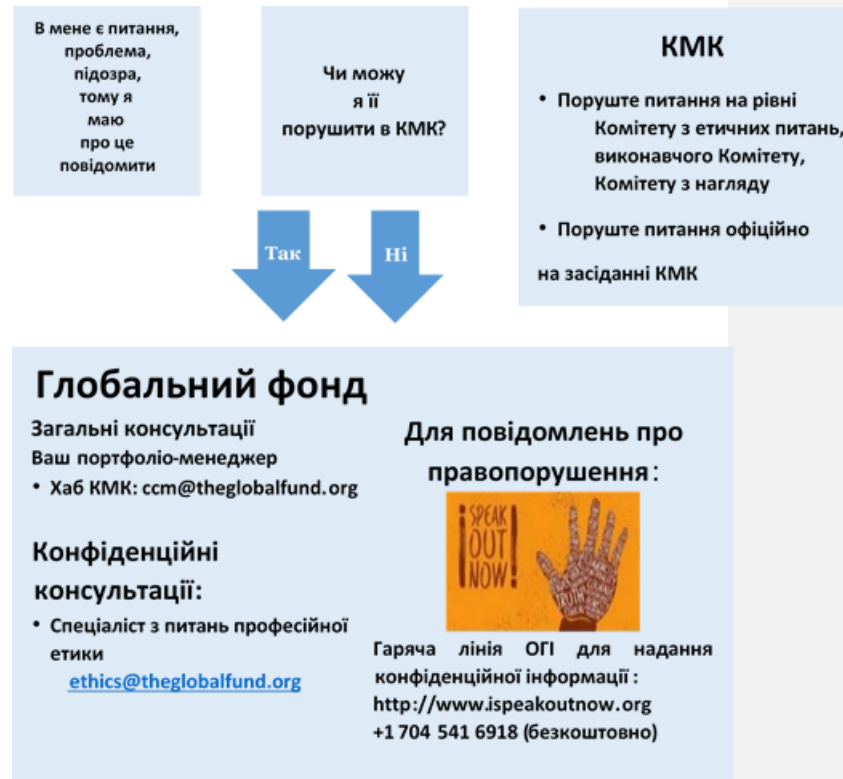 В мене є питання,
проблема,
підозра,
тому я
маю
про це
повідомити
Чи можу
я її
порушити в КМК?
Так
Ні
КМК
• Поруште питання на рівні
Комітету з етичних питань,
виконавчого Комітету,
Комітету з нагляду
• Поруште питання офіційно
на засіданні КМК
Глобальний фонд
Загальні консультації
Ваш портфоліо-менеджер
• Хаб КМК: ccm@theglobalfund.org
Конфіденційні
консультації:
• Спеціаліст з питань професійної
етики
ethics@theglobalfund.org
Для повідомлень про
правопорушення:
¡SPEAK
OUT
NOW!
Гаряча лінія ОГІ для надання
конфіденційної інформації :
http://www.ispeakoutnow.org
+1 704 541 6918 (безкоштовно)